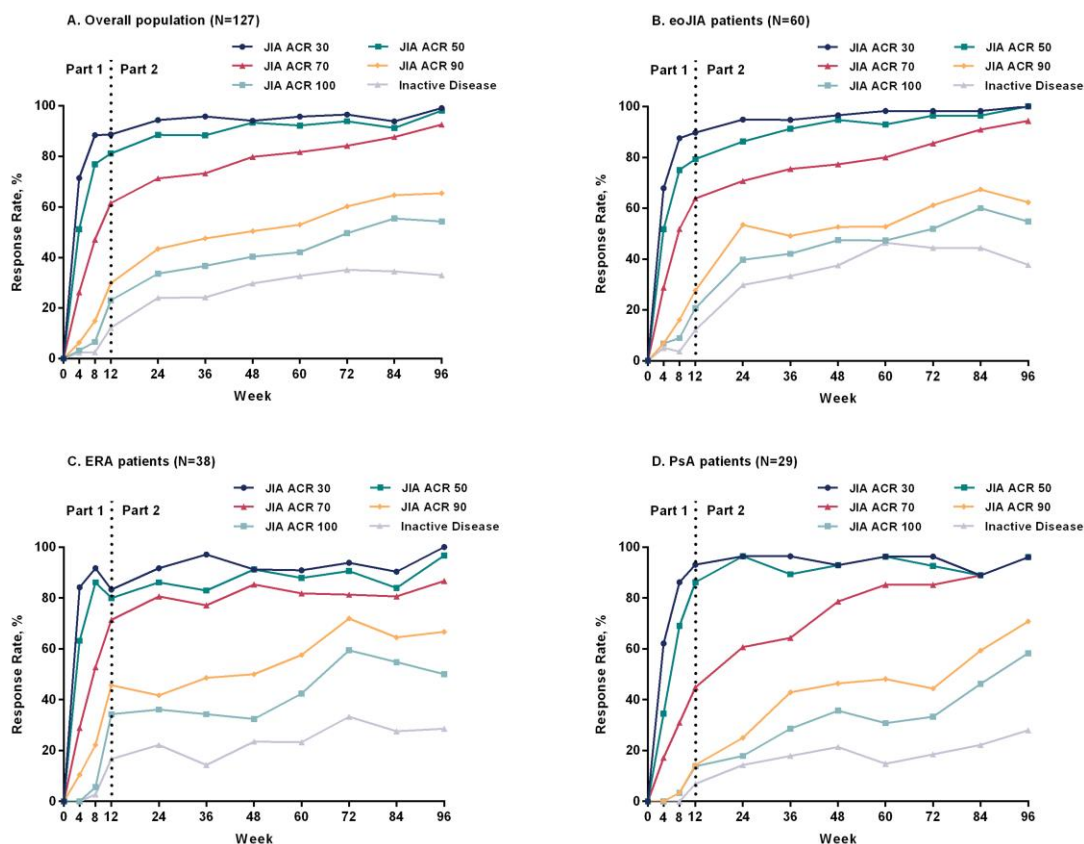 A. Overall population (N=127)
JIA ACR 30
JIA ACR 50
JIA ACR 70
JIA ACR 90
JIA ACR 100
Inactive Disease
Part 1
Part 2
Response Rate, %
100
80
60
40
20
0
0 4 8 12 24 36 48 60 72 84 96
Week
B. eoJIA patients (N=60)
JIA ACR 30
JIA ACR 50
JIA ACR 70
JIA ACR 90
JIA ACR 100
Inactive Disease
Part 1
Part 2
Response Rate, %
100
80
60
40
20
0
0 4 8 12 24 36 48 60 72 84 96
Week
C. ERA patients (N=38)
JIA ACR 30
JIA ACR 50
JIA ACR 70
JIA ACR 90
JIA ACR 100
Inactive Disease
Part 1
Part 2
Response Rate, %
100
80
60
40
20
0
0 4 8 12 24 36 48 60 72 84 96
Week
D. PsA patients (N=29)
JIA ACR 30
JIA ACR 50
JIA ACR 70
JIA ACR 90
JIA ACR 100
Inactive Disease
Part 1
Part 2
Response Rate, %
100
80
60
40
20
0
0 4 8 12 24 36 48 60 72 84 96
Week